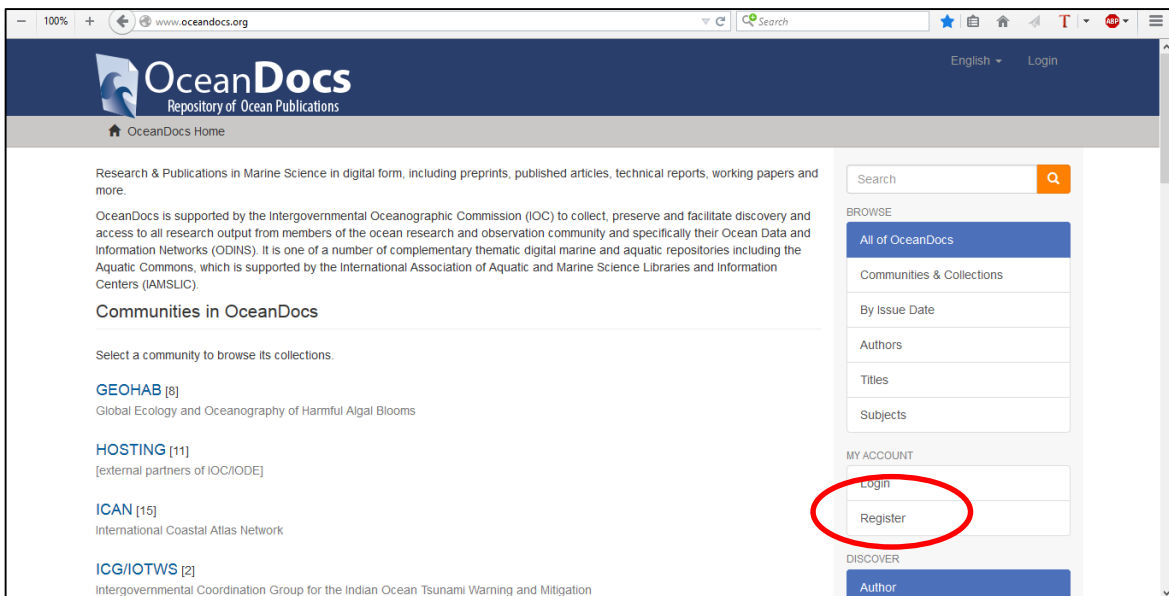 100%
www.oceandocs.org
Search
T
ABP
OceanDocs
Repository of Ocean Publications
English
Login
OceanDocs Home
Research & Publications in Marine Science in digital form, including preprints, published articles, technical reports, working papers and
more.
OceanDocs is supported by the Intergovernmental Oceanographic Commission (IOC) to collect, preserve and facilitate discovery and
access to all research output from members of the ocean research and observation community and specifically their Ocean Data and
Information Networks (ODINS). It is one of a number of complementary thematic digital marine and aquatic repositories including the
Aquatic Commons, which is supported by the International Association of Aquatic and Marine Science Libraries and Information
Centers (IAMSLIC).
Communities in OceanDocs
Select a community to browse its collections.
GEOHAB [8]
Global Ecology and Oceanography of Harmful Algal Blooms
HOSTING [11]
[external partners of IOC/IODE]
ICAN [15]
International Coastal Atlas Network
ICG/IOTWS [2]
Intergovernmental Coordination Group for the Indian Ocean Tsunami Warning and Mitigation
Search
BROWSE
All of OceanDocs
Communities & Collections
By Issue Date
Authors
Titles
Subjects
MY ACCOUNT
Login
Register
DISCOVER
Author